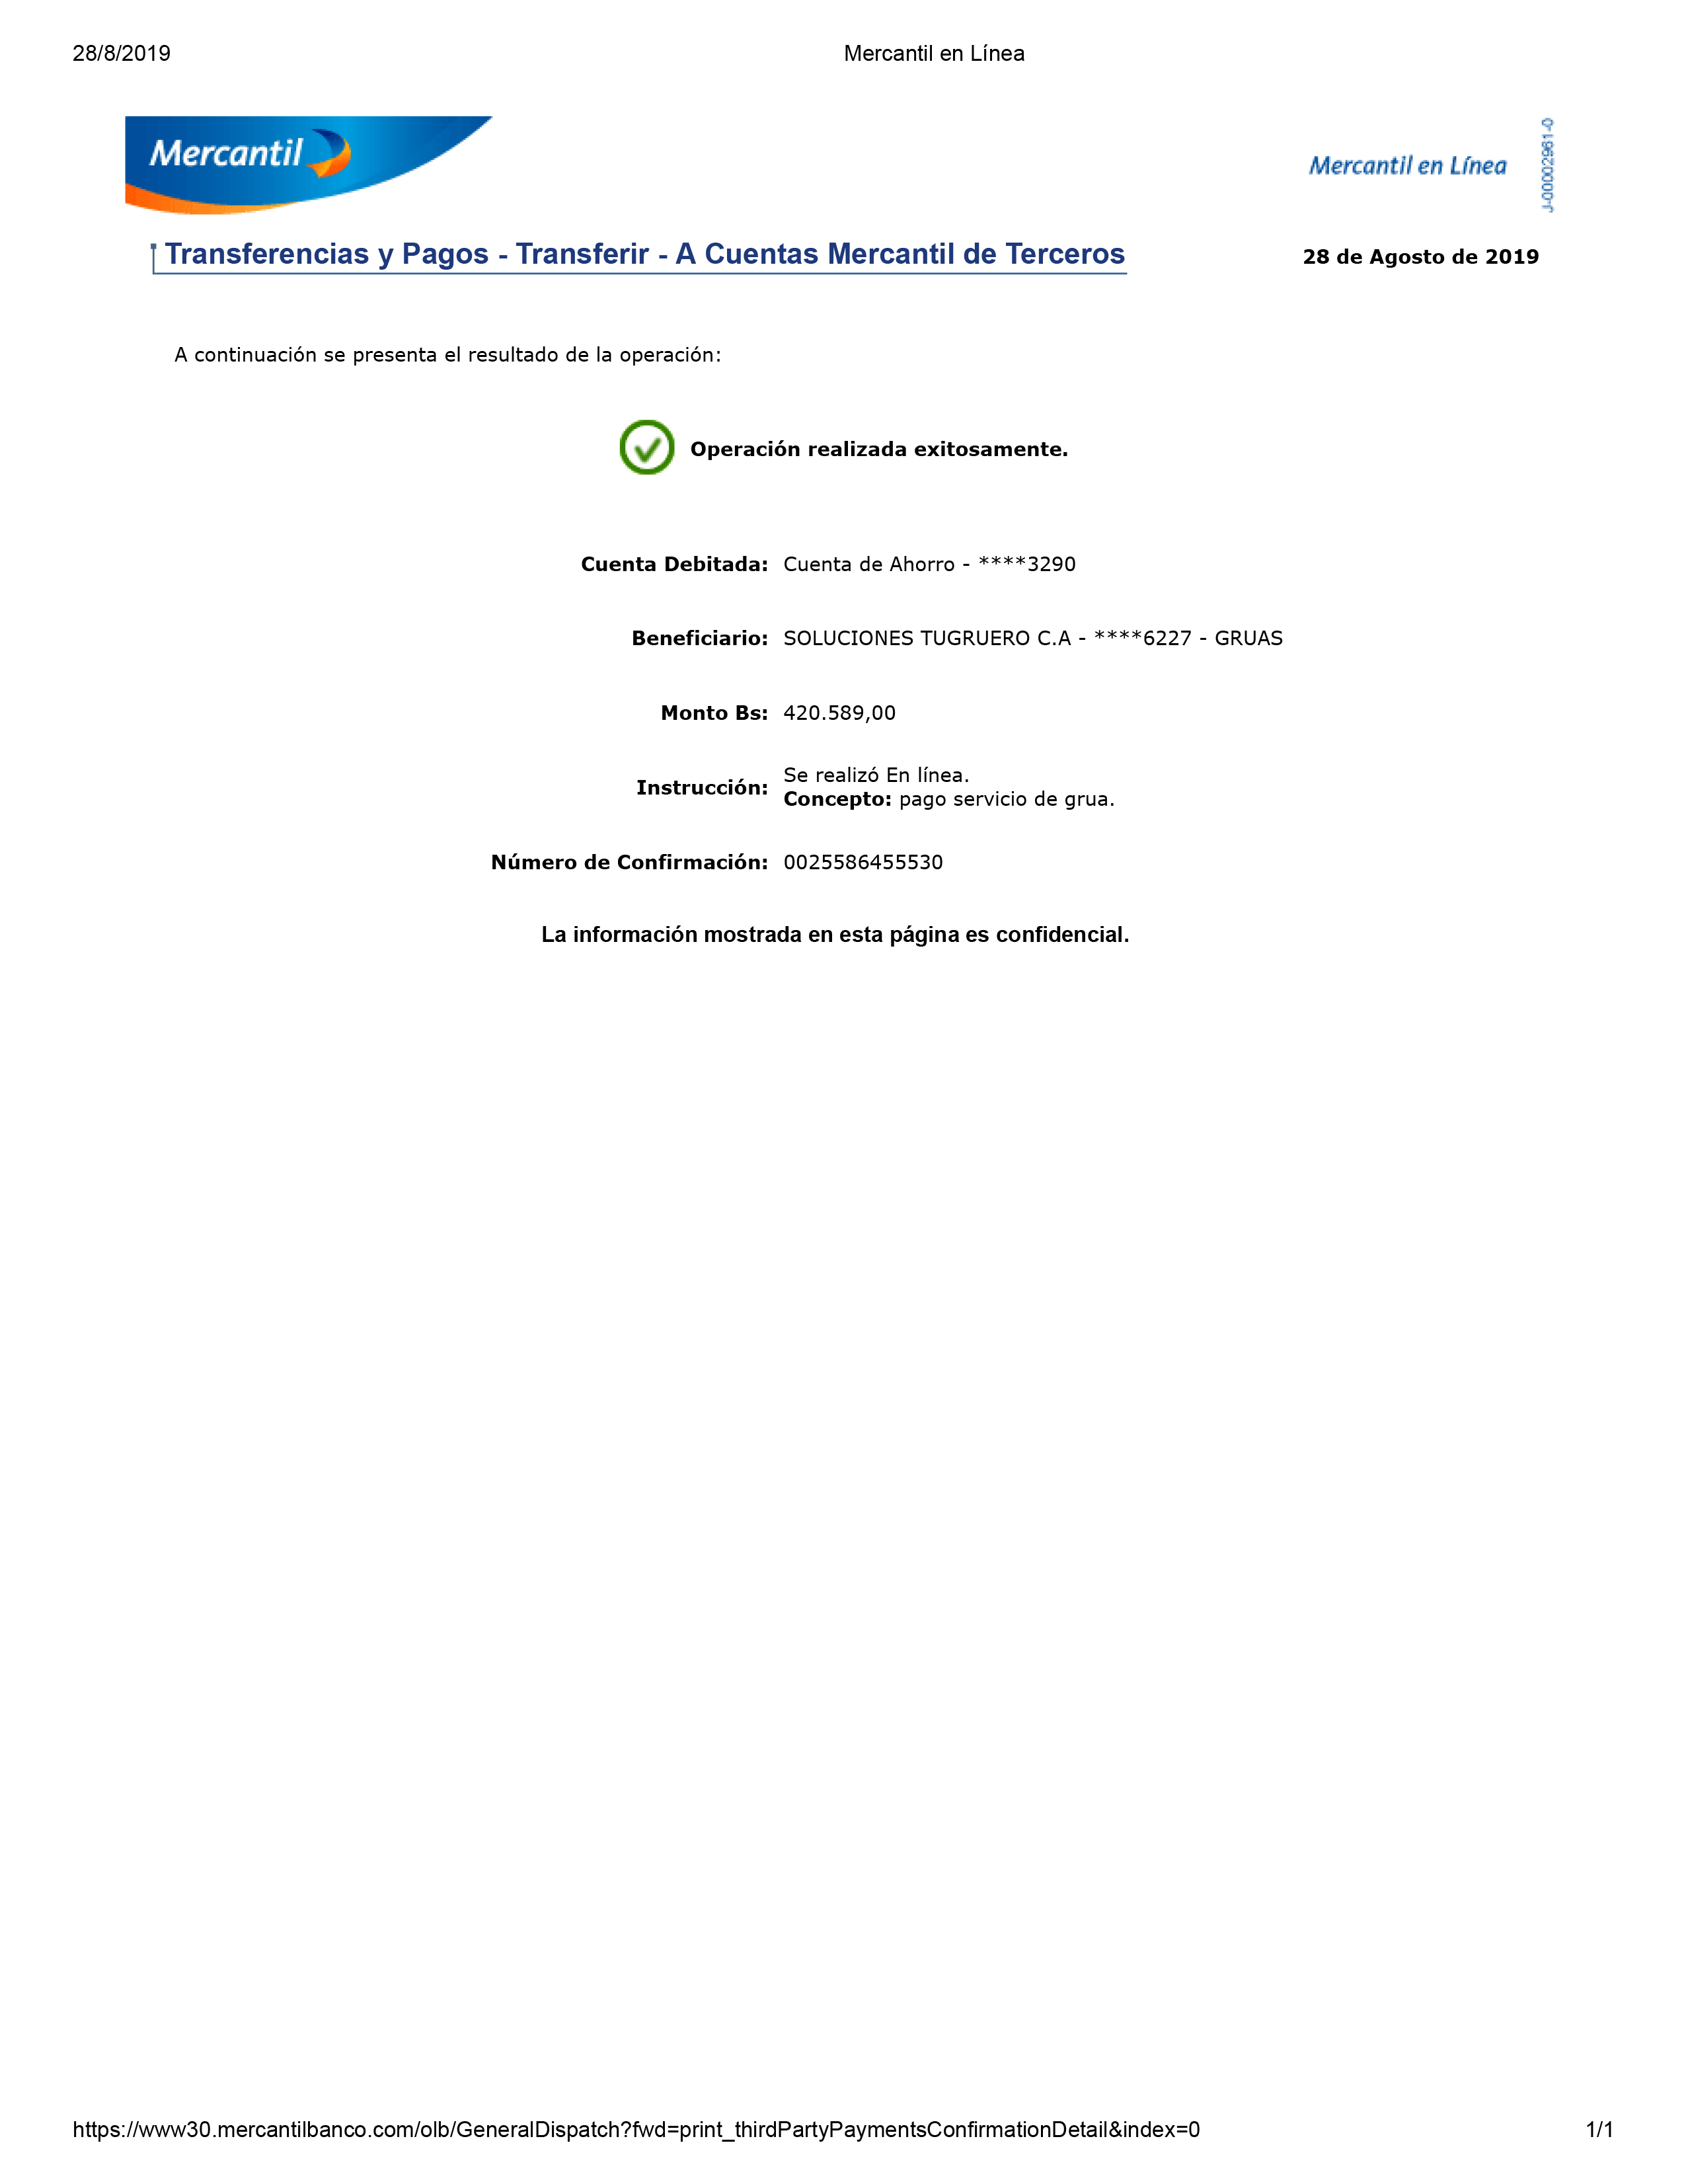 28/8/2019 Mercantil en Línea
Mercantil
Mercantil en Línea
J-00002961-0
Transferencias y Pagos - Transferir - A Cuentas Mercantil de Terceros 28 de Agosto de 2019
A continuación se presenta el resultado de la operación:
Operación realizada exitosamente.
Cuenta Debitada: Cuenta de Ahorro - ****3290
Beneficiario: SOLUCIONES TUGRUERO C.A - ****6227 - GRUAS
Monto Bs: 420.589,00
Instrucción: Se realizó En línea.
Concepto: pago servicio de grua.
Número de Confirmación: 0025586455530
La información mostrada en esta página es confidencial.
https://www30.mercantilbanco.com/olb/GeneralDispatch?fwd=print_thirdPartyPaymentsConfirmationDetail&index=0 1/1